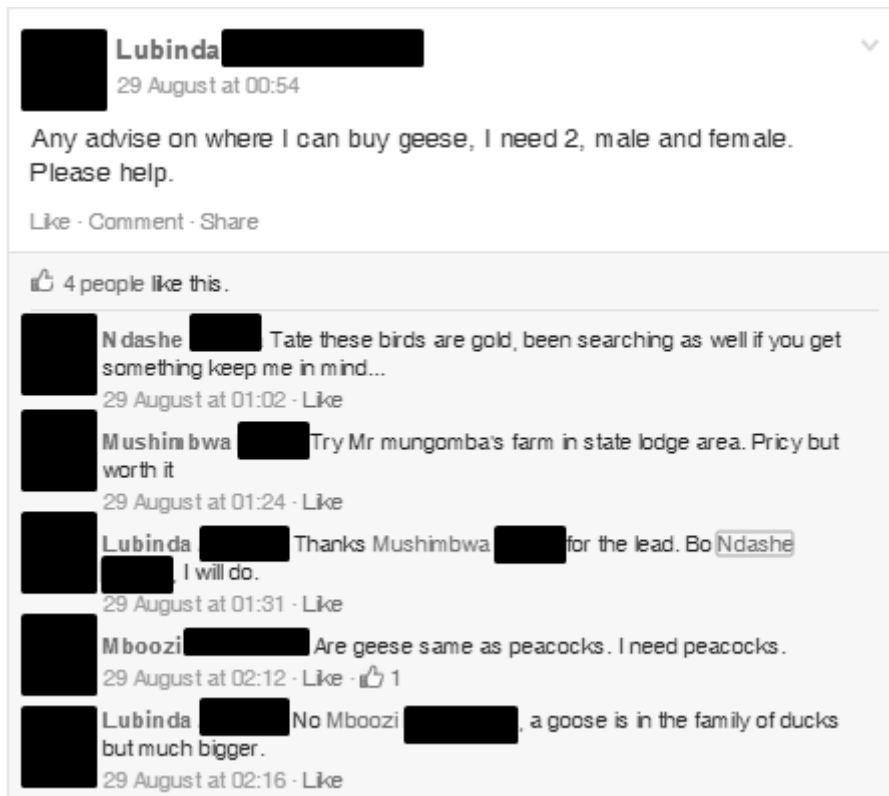 Lubinda
29 August at 00:54
Any advise on where I can buy geese, I need 2, male and female.
Please help.
Like · Comment · Share
4 people like this.
Ndashe Tate these birds are gold, been searching as well if you get
something keep me in mind...
29 August at 01:02 · Like
Mushimbwa Try Mr mungomba's farm in state lodge area. Pricy but
worth it
29 August at 01:24 · Like
Lubinda Thanks Mushimbwa for the lead. Bo Ndashe
, I will do.
29 August at 01:31 · Like
Mboozi Are geese same as peacocks. I need peacocks.
29 August at 02:12 · Like · 1
Lubinda No Mboozi , a goose is in the family of ducks
but much bigger.
29 August at 02:16 · Like